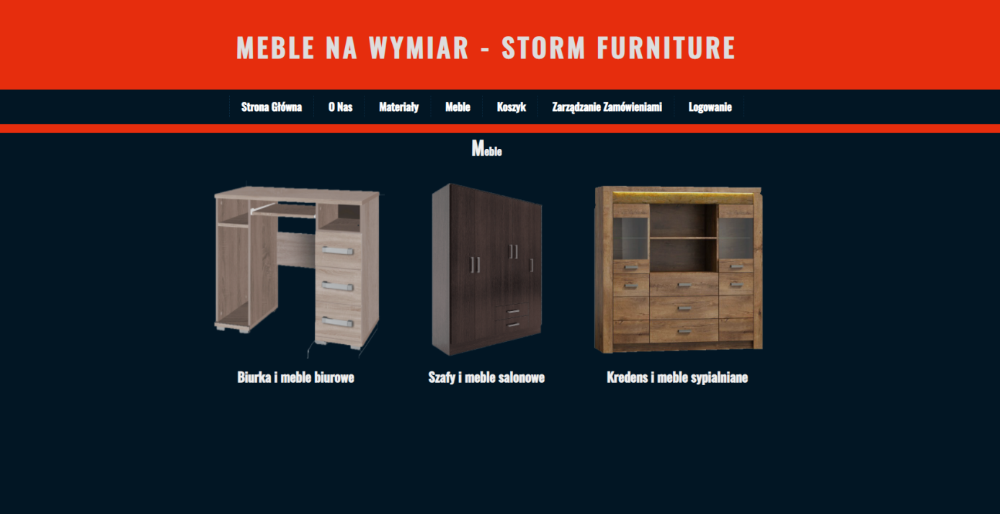 MEBLE NA WYMIAR - STORM FURNITURE
Strona Główna O Nas Materiały Meble Koszyk Zarządzanie Zamówieniami Logowanie
Meble
Biurka i meble biurowe Szafy i meble salonowe Kredens i meble sypialniane